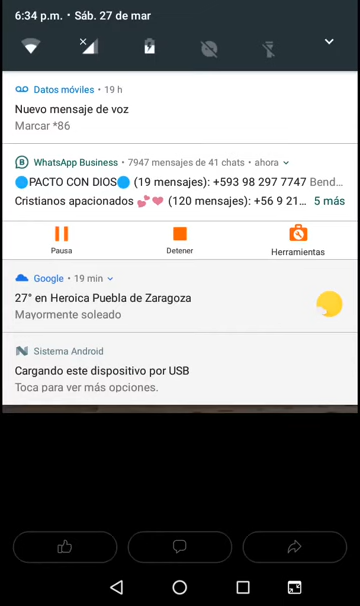 6:34 p.m. • Sáb. 27 de mar
Datos móviles • 19 h
Nuevo mensaje de voz
Marcar *86
WhatsApp Business • 7947 mensajes de 41 chats • ahora
🔵PACTO CON DIOS🔵 (19 mensajes): +593 98 297 7747 Bend...
Cristianos apacionados 💕❤ (120 mensajes): +56 9 21... 5 más
Pausa
Detener
Herramientas
Google • 19 min
27° en Heroica Puebla de Zaragoza
Mayormente soleado
Sistema Android
Cargando este dispositivo por USB
Toca para ver más opciones.